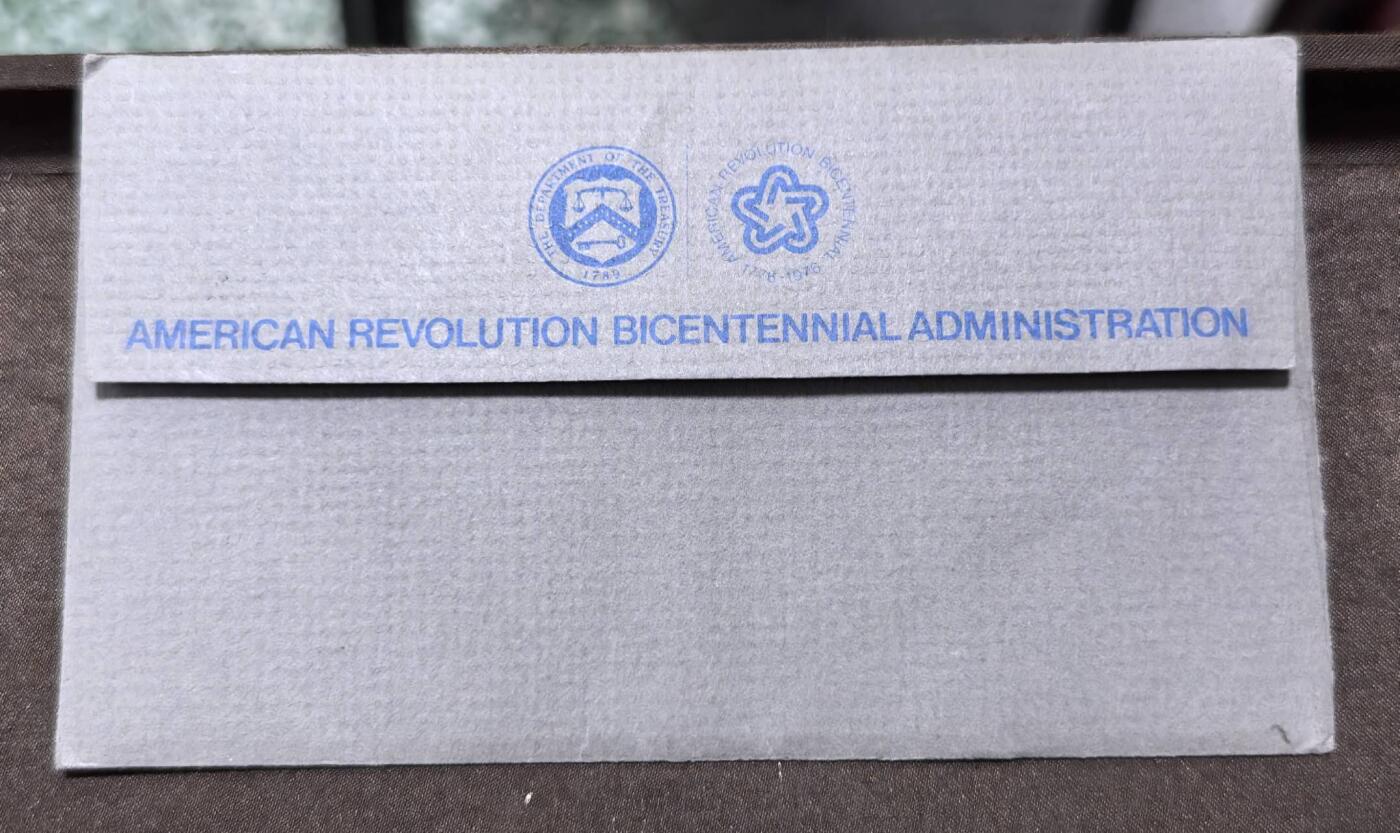 THE DEPARTMENT OF THE TREASURY
1789
AMERICAN REVOLUTION BICENTENNIAL
1776-1976
AMERICAN REVOLUTION BICENTENNIAL ADMINISTRATION